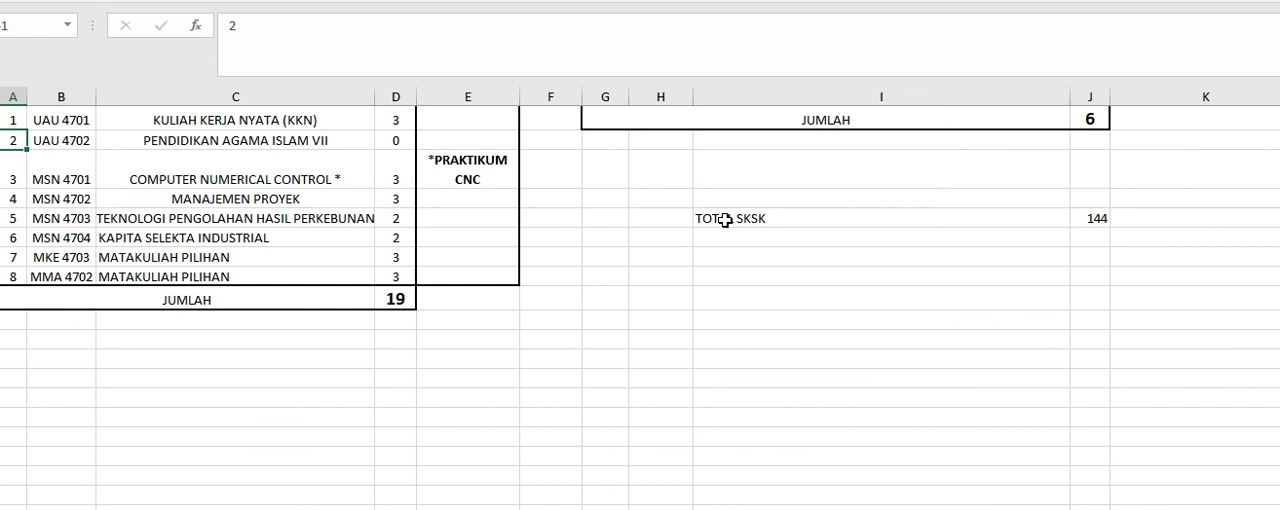 1
2
A B C D E F G H I J K
1 UAU 4701 KULIAH KERJA NYATA (KKN) 3 JUMLAH 6
2 UAU 4702 PENDIDIKAN AGAMA ISLAM VII 0
*PRAKTIKUM
3 MSN 4701 COMPUTER NUMERICAL CONTROL * 3 CNC
4 MSN 4702 MANAJEMEN PROYEK 3
5 MSN 4703 TEKNOLOGI PENGOLAHAN HASIL PERKEBUNAN 2 SKSK 144
6 MSN 4704 KAPITA SELEKTA INDUSTRIAL 2
7 MKE 4703 MATAKULIAH PILIHAN 3
8 MMA 4702 MATAKULIAH PILIHAN 3
JUMLAH 19